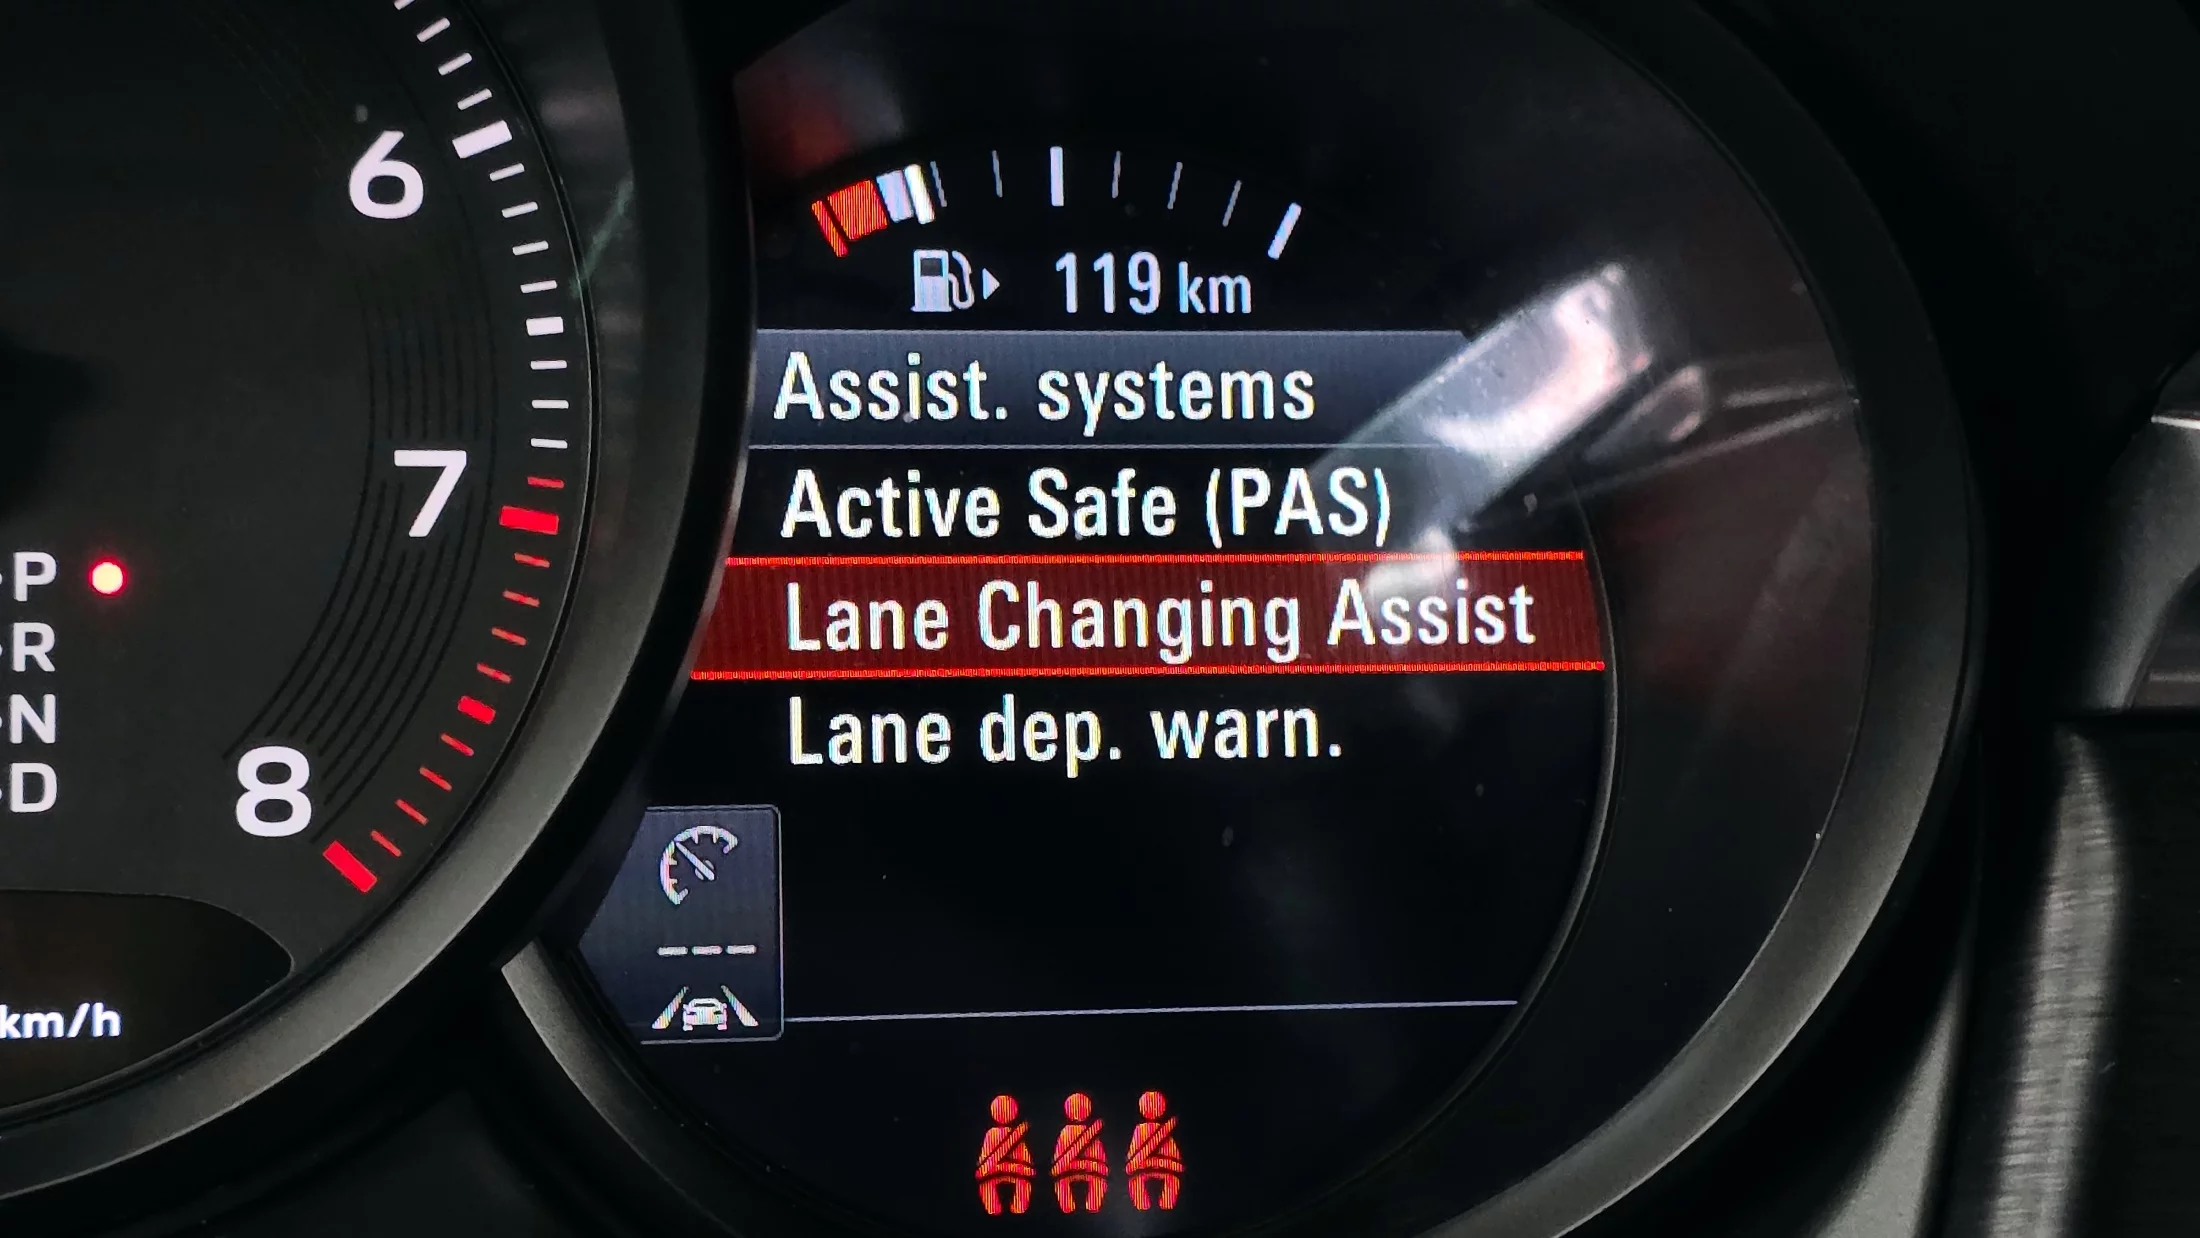 6
7
8
P
R
N
D
km/h
119 km
Assist. systems
Active Safe (PAS)
Lane Changing Assist
Lane dep. warn.